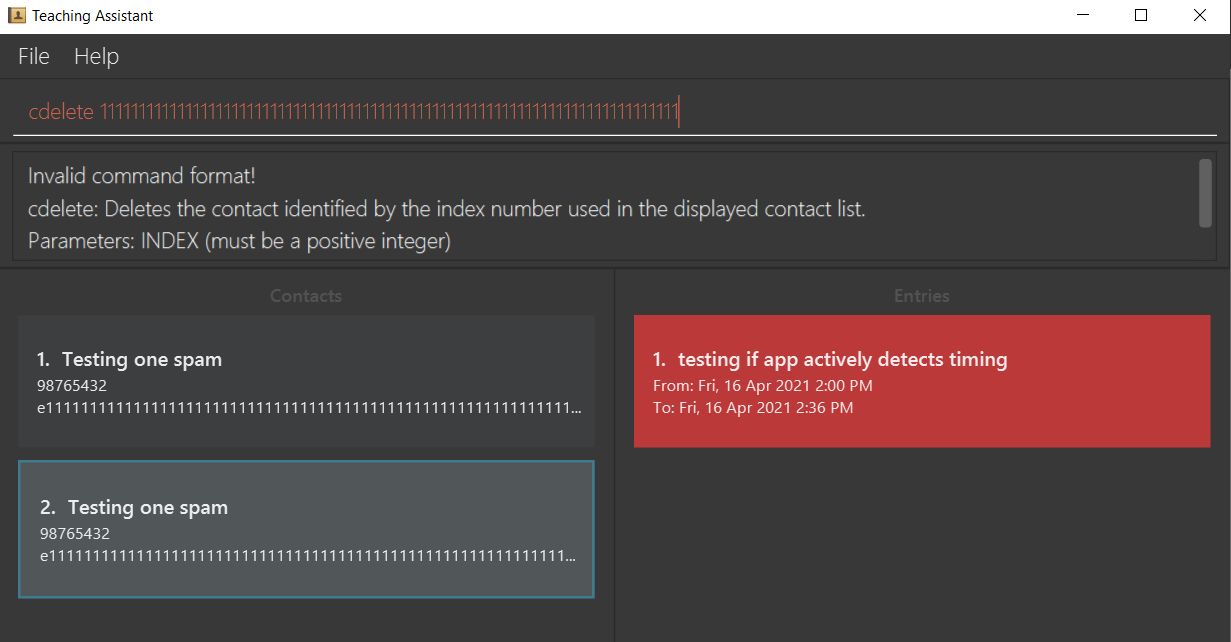 Teaching Assistant
File Help
cdelete 1111111111111111111111111111111111111111111111111111111111111111111111111
Invalid command format!
cdelete: Deletes the contact identified by the index number used in the displayed contact list.
Parameters: INDEX (must be a positive integer)
Contacts
1. Testing one spam
98765432
e1111111111111111111111111111111111111111111111111111111111111...
2. Testing one spam
98765432
e1111111111111111111111111111111111111111111111111111111111111...
Entries
1. testing if app actively detects timing
From: Fri, 16 Apr 2021 2:00 PM
To: Fri, 16 Apr 2021 2:36 PM